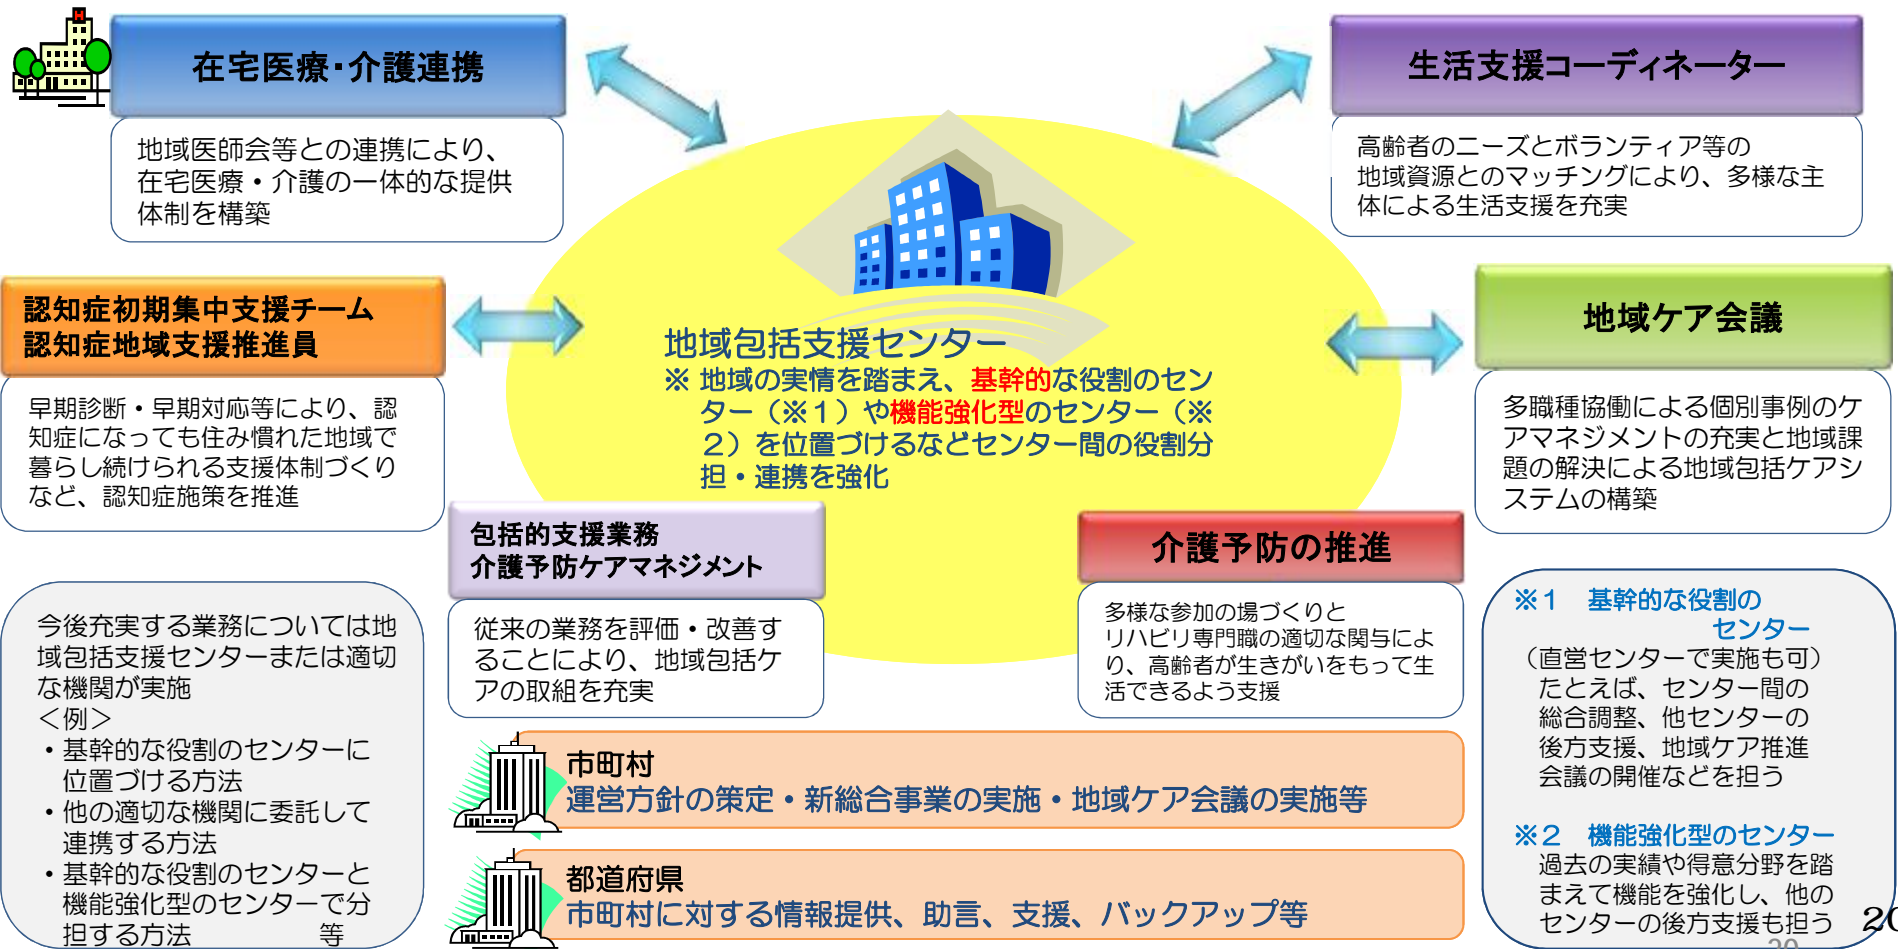 在宅医療・介護連携
地域医師会等との連携により、
在宅医療・介護の一体的な提供
体制を構築
生活支援コーディネーター
高齢者のニーズとボランティア等の
地域資源とのマッチングにより、多様な主
体による生活支援を充実
認知症初期集中支援チーム
認知症地域支援推進員
早期診断・早期対応等により、認
知症になっても住み慣れた地域で
暮らし続けられる支援体制づくり
など、認知症施策を推進
地域包括支援センター
※ 地域の実情を踏まえ、基幹的な役割のセン
ター（※１）や機能強化型のセンター（※
２）を位置づけるなどセンター間の役割分
担・連携を強化
地域ケア会議
多職種協働による個別事例のケ
アマネジメントの充実と地域課
題の解決による地域包括ケアシ
ステムの構築
包括的支援業務
介護予防ケアマネジメント
従来の業務を評価・改善す
ることにより、地域包括ケ
アの取組を充実
介護予防の推進
多様な参加の場づくりと
リハビリ専門職の適切な関与によ
り、高齢者が生きがいをもって生
活できるよう支援
今後充実する業務については地
域包括支援センターまたは適切
な機関が実施
＜例＞
・基幹的な役割のセンターに
位置づける方法
・他の適切な機関に委託して
連携する方法
・基幹的な役割のセンターと
機能強化型のセンターで分
担する方法　　　　　等
※１　基幹的な役割の
センター
（直営センターで実施も可）
たとえば、センター間の
総合調整、他センターの
後方支援、地域ケア推進
会議の開催などを担う
※２　機能強化型のセンター
過去の実績や得意分野を踏
まえて機能を強化し、他の
センターの後方支援も担う
市町村
運営方針の策定・新総合事業の実施・地域ケア会議の実施等
都道府県
市町村に対する情報提供、助言、支援、バックアップ等
20